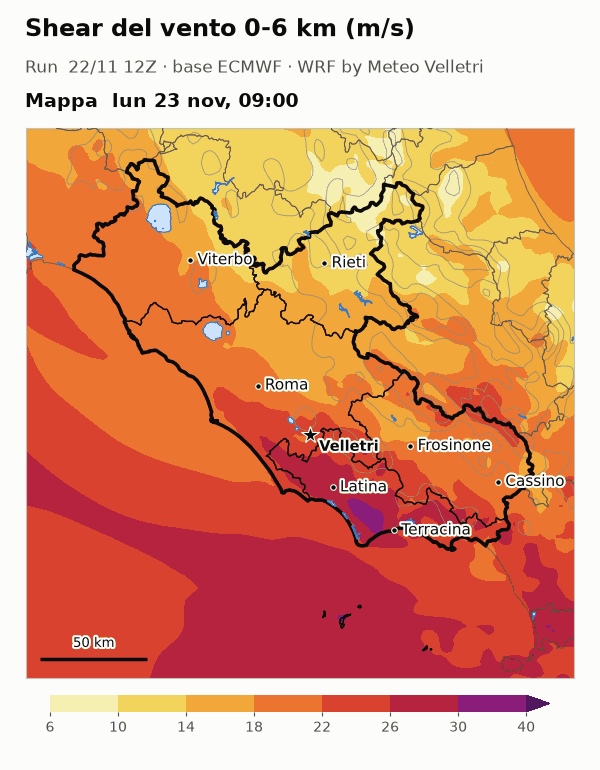 Shear del vento 0-6 km (m/s)
Run  22/11 12Z · base ECMWF · WRF by Meteo Velletri
Mappa  lun 23 nov, 09:00
Viterbo
Rieti
Roma
Velletri
Frosinone
Cassino
Latina
Terracina
50 km
6 10 14 18 22 26 30 40